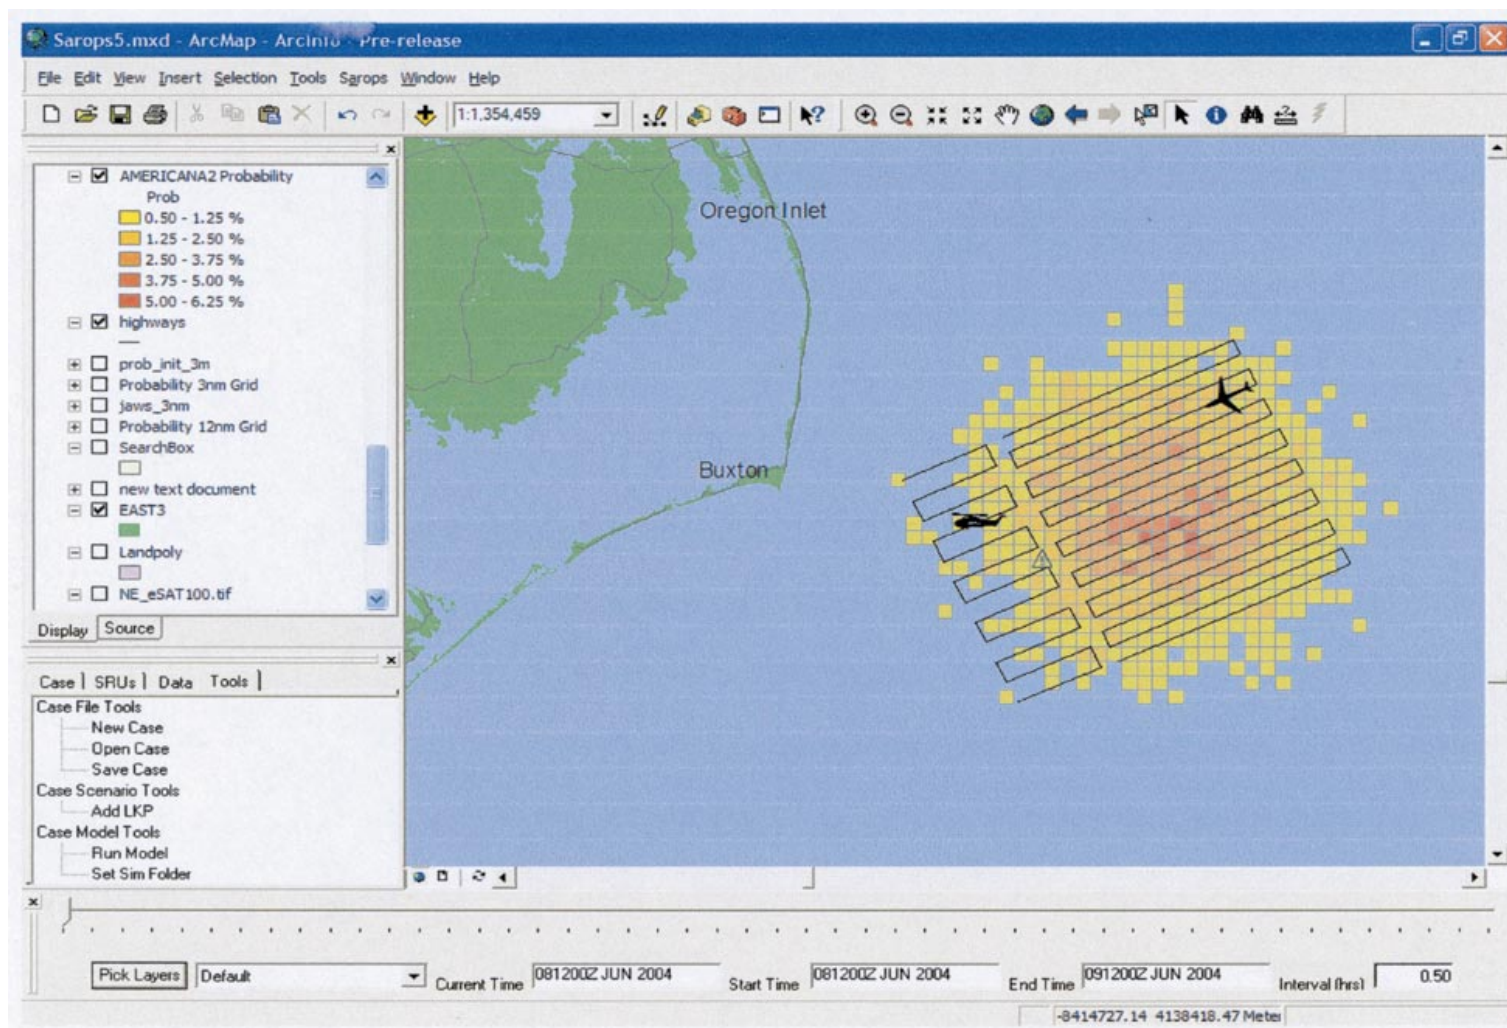 Sarops5.mxd - ArcMap - ArcInfo - Pre-release
File Edit View Insert Selection Tools Sarops Window Help
1:1,354,459
AMERICANA2 Probability
Prob
0.50 - 1.25 %
1.25 - 2.50 %
2.50 - 3.75 %
3.75 - 5.00 %
5.00 - 6.25 %
highways
prob_init_3m
Probability 3nm Grid
jaws_3nm
Probability 12nm Grid
SearchBox
new text document
EAST3
Landpoly
NE_eSAT100.tif
Display Source
Case SRUs Data Tools
Case File Tools
New Case
Open Case
Save Case
Case Scenario Tools
Add LKP
Case Model Tools
Run Model
Set Sim Folder
Oregon Inlet
Buxton
Pick Layers Default Current Time 081200Z JUN 2004 Start Time 081200Z JUN 2004 End Time 091200Z JUN 2004 Interval (hrs) 0.50
-8414727.14 4138418.47 Meter